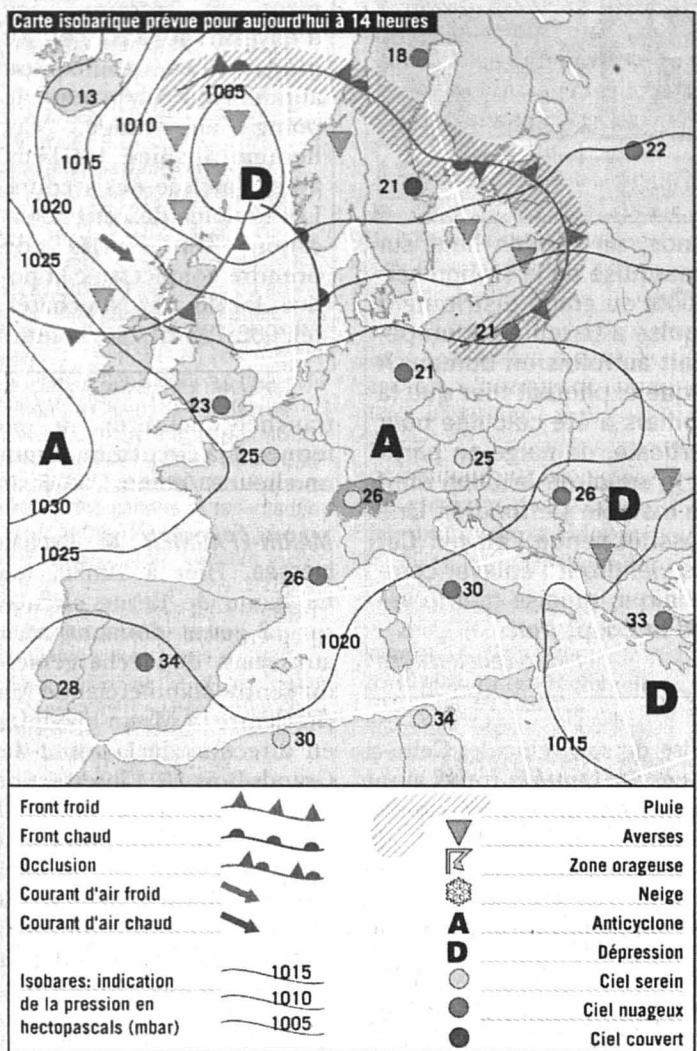 Carte isobarique prévue pour aujourd'hui à 14 heures
18
13
1005
1010
22
1015
D
21
1020
1025
21
21
23
A
A
25
25
26
26
D
1030
1025
26
30
33
1020
34
28
D
34
30
1015
Front froid
Pluie
Front chaud
Averses
Occlusion
Zone orageuse
Courant d'air froid
Neige
Courant d'air chaud
A
Anticyclone
D
Dépression
Isobares: indication
de la pression en
hectopascals (mbar)
1015
1010
1005
Ciel serein
Ciel nuageux
Ciel couvert